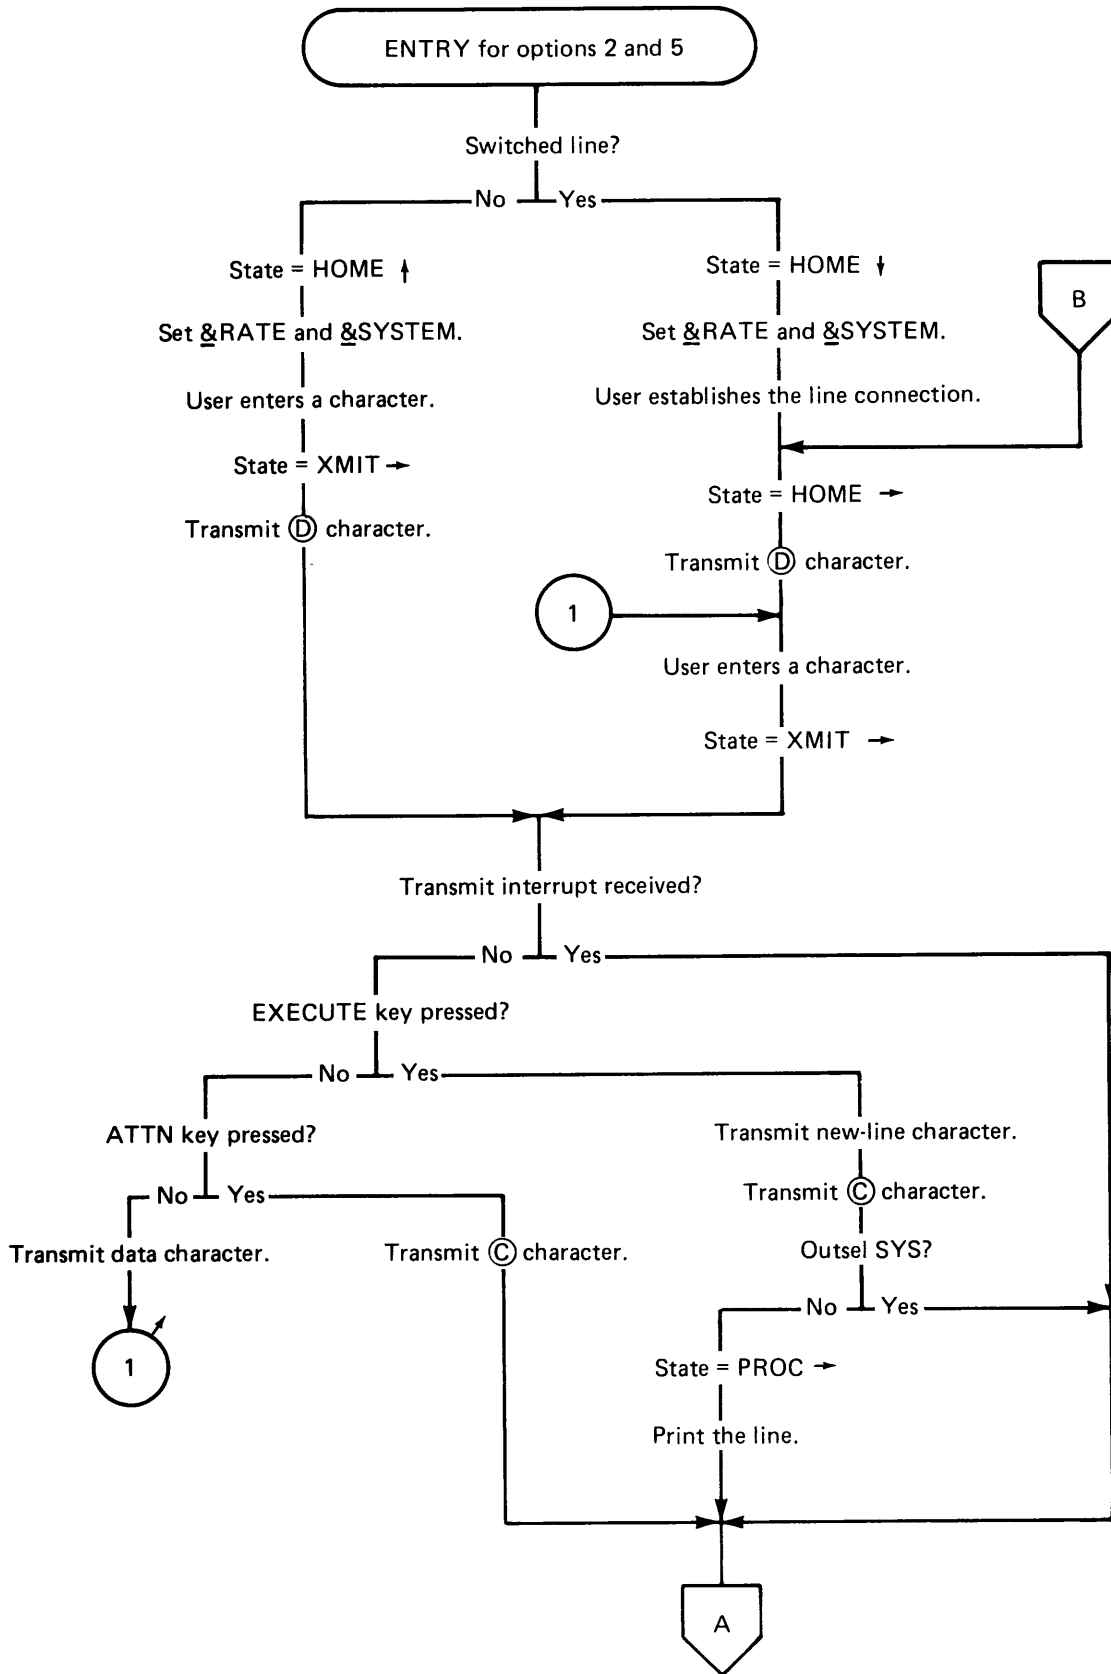 ENTRY for options 2 and 5
Switched line?
No Yes
State = HOME ↑
State = HOME ↓
B
Set &RATE and &SYSTEM.
Set &RATE and &SYSTEM.
User enters a character.
User establishes the line connection.
State = XMIT →
State = HOME →
Transmit Ⓓ character.
Transmit Ⓓ character.
1
User enters a character.
State = XMIT →
Transmit interrupt received?
No Yes
EXECUTE key pressed?
No Yes
ATTN key pressed?
Transmit new-line character.
No Yes
Transmit Ⓒ character.
Transmit data character.
Transmit Ⓒ character.
Outsel SYS?
No Yes
1
State = PROC →
Print the line.
A